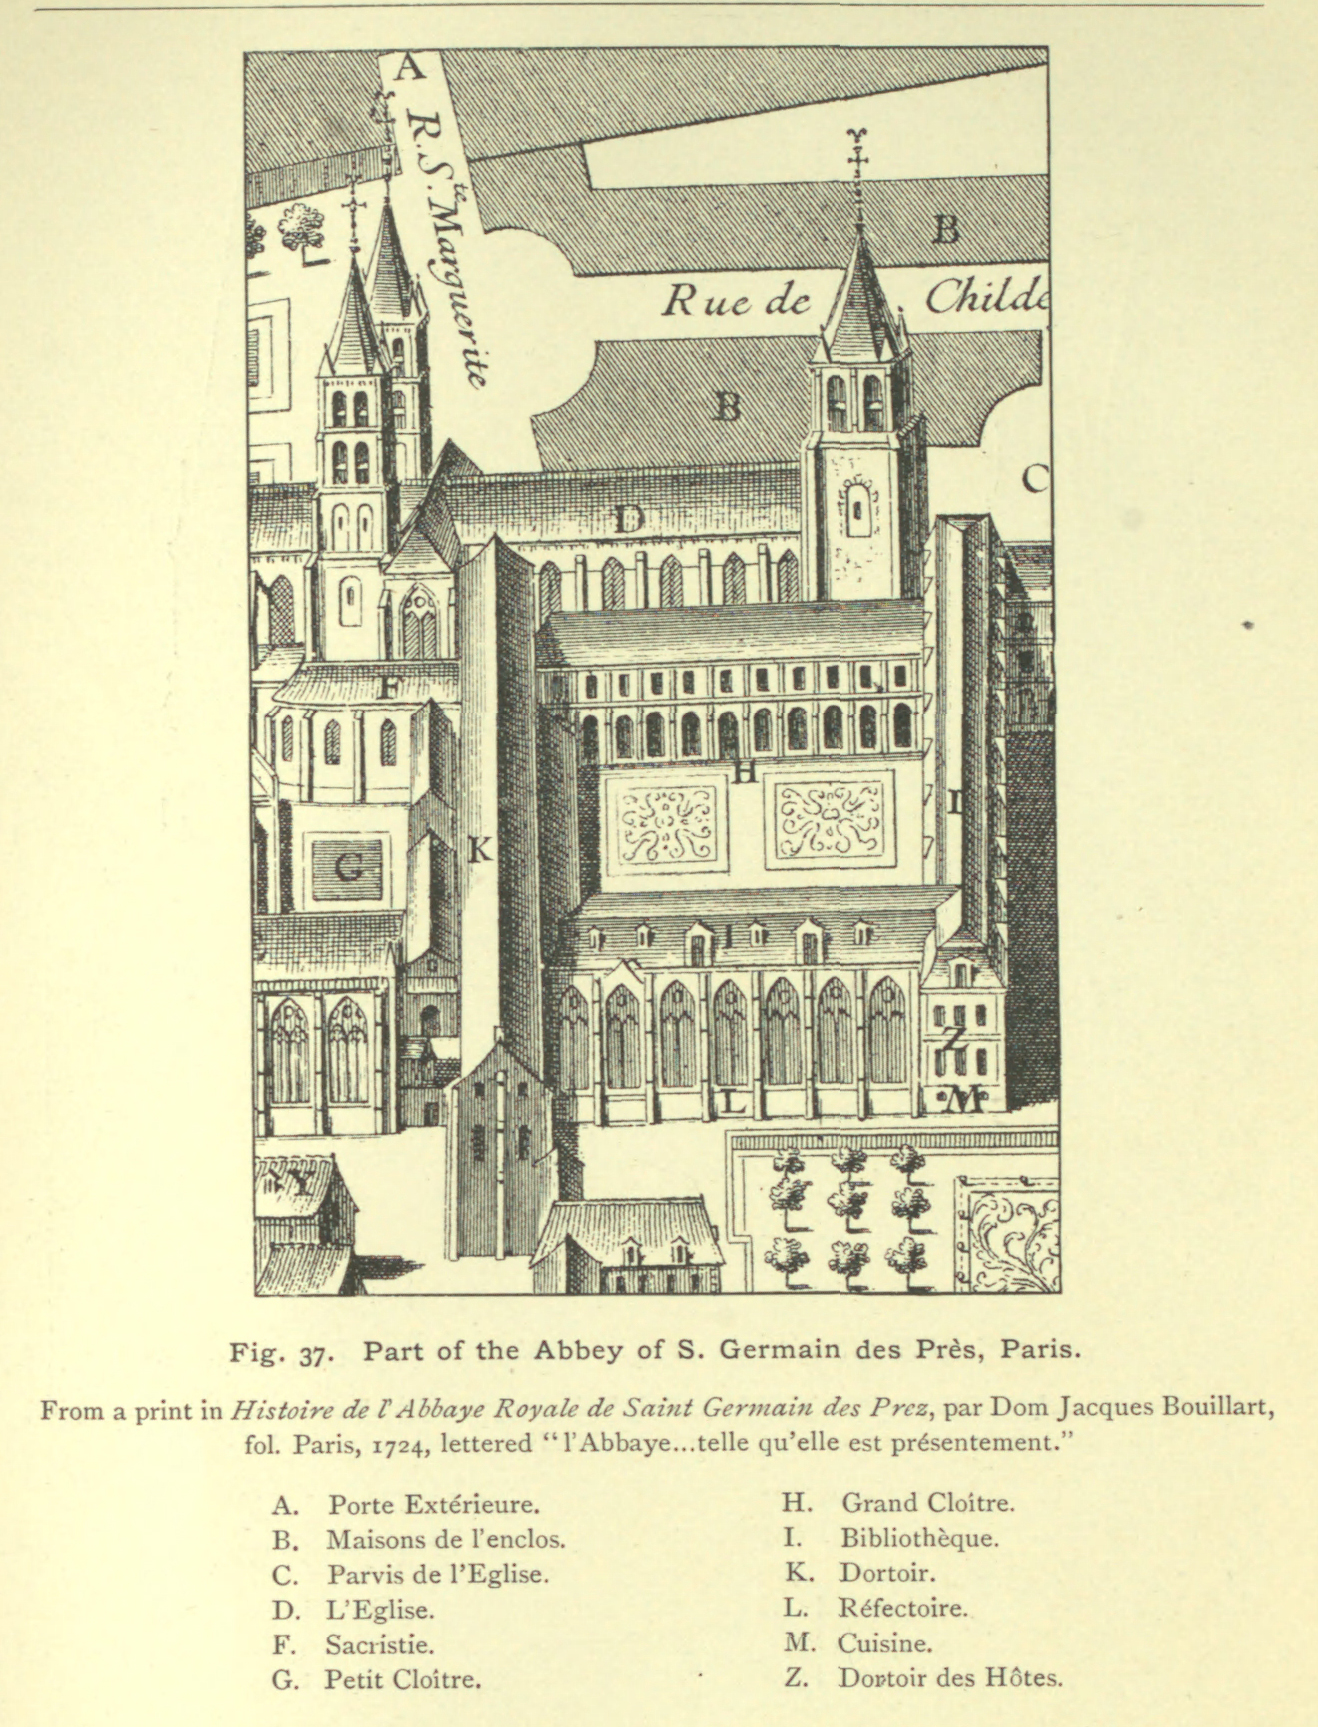 A
R. S.te Marguerite
B
Rue de Childe
B
C
D
F
H
I
K
G
I
L
Z
M
Y
Fig. 37. Part of the Abbey of S. Germain des Près, Paris.
From a print in Histoire de l'Abbaye Royale de Saint Germain des Prez, par Dom Jacques Bouillart,
fol. Paris, 1724, lettered “l'Abbaye...telle qu'elle est présentement.”
A. Porte Extérieure.
B. Maisons de l'enclos.
C. Parvis de l'Eglise.
D. L'Eglise.
F. Sacristie.
G. Petit Cloître.
H. Grand Cloître.
I. Bibliothèque.
K. Dortoir.
L. Réfectoire.
M. Cuisine.
Z. Dortoir des Hôtes.